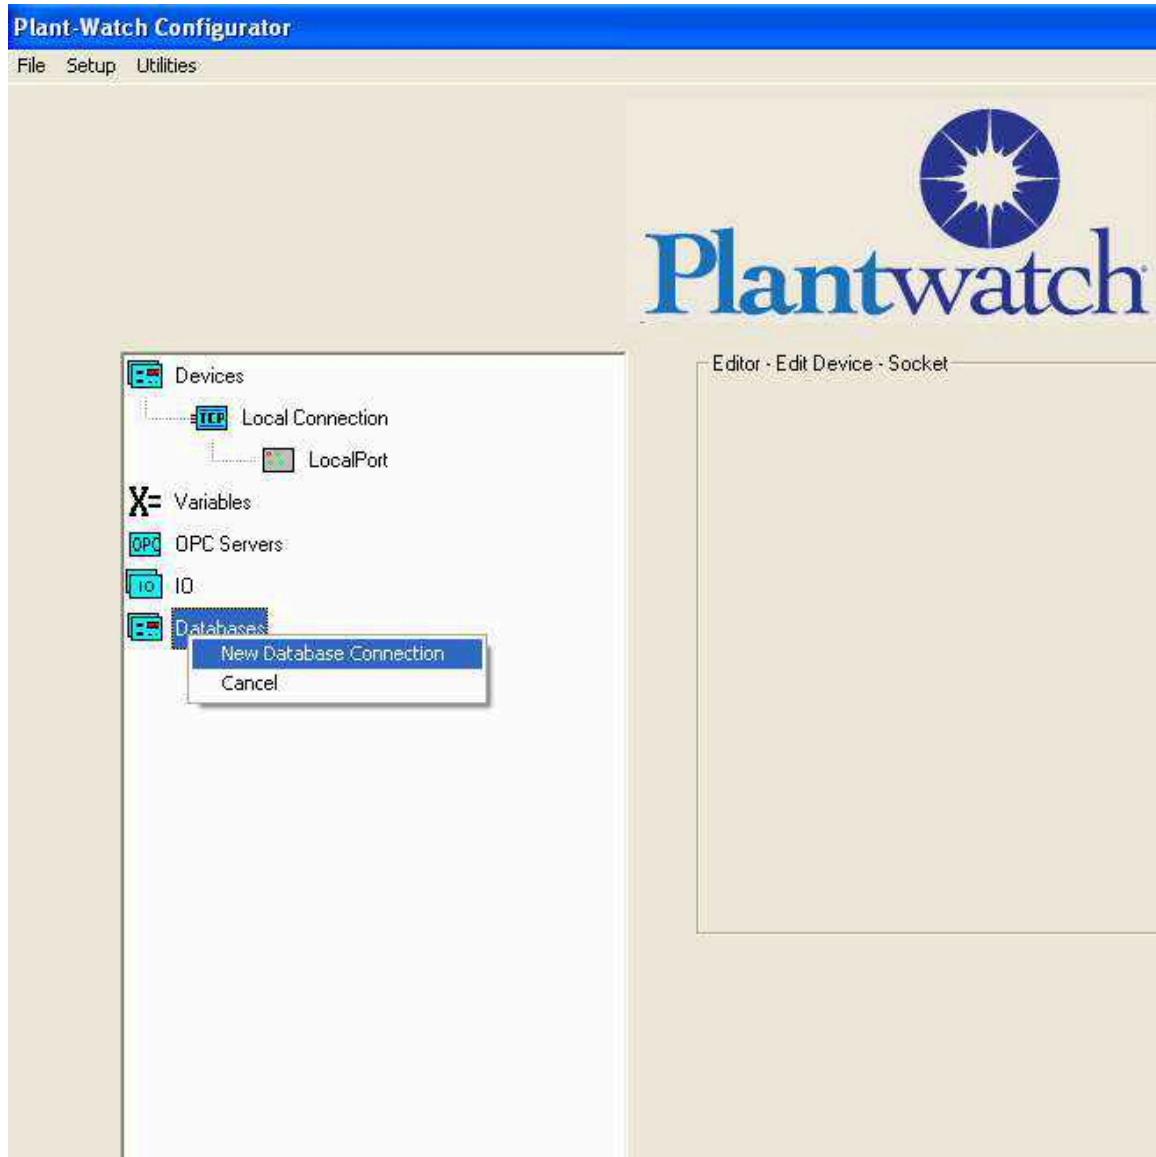 Plant-Watch Configurator
File Setup Utilities
Plantwatch
Editor - Edit Device - Socket
Devices
TCP Local Connection
LocalPort
X= Variables
OPC OPC Servers
IO IO
Databases
New Database Connection
Cancel